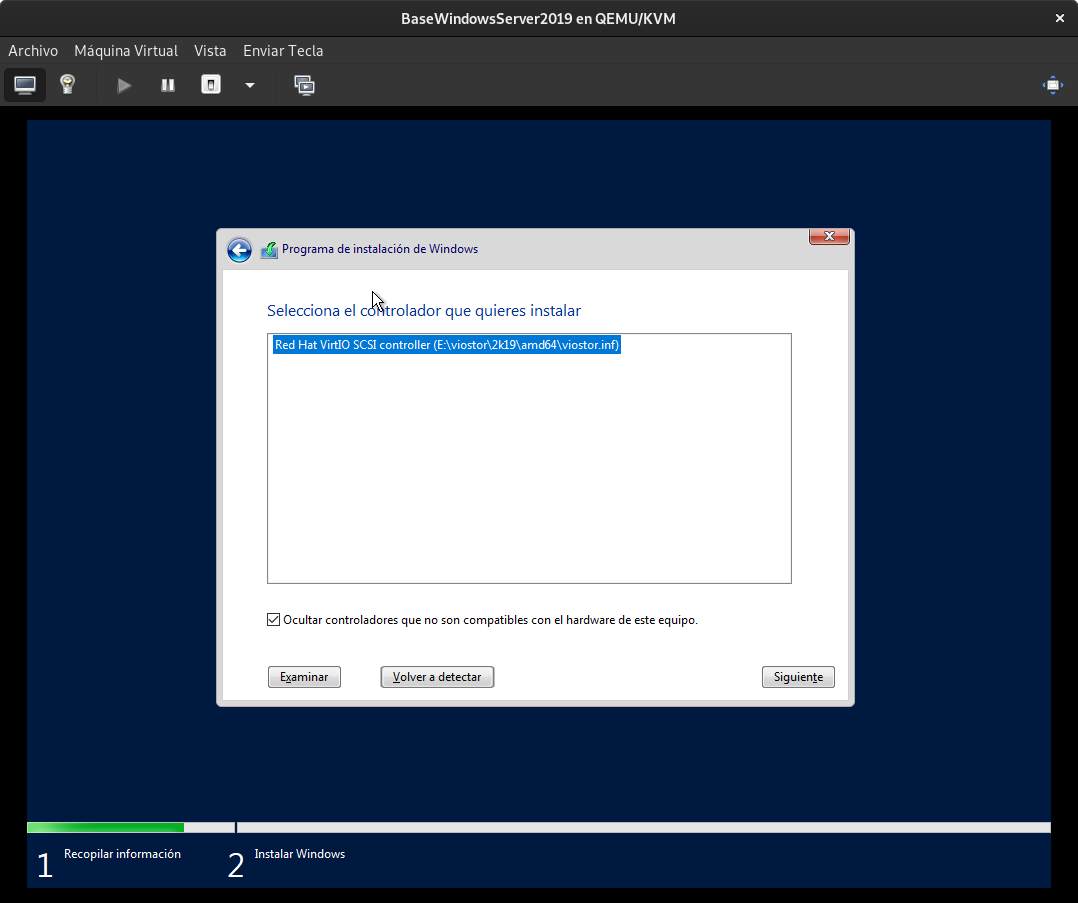 BaseWindowsServer2019 en QEMU/KVM
Archivo Máquina Virtual Vista Enviar Tecla
Programa de instalación de Windows
Selecciona el controlador que quieres instalar
Red Hat VirtIO SCSI controller (E:\viostor\2k19\amd64\viostor.inf)
Ocultar controladores que no son compatibles con el hardware de este equipo.
Examinar Volver a detectar Siguiente
1 Recopilar información 2 Instalar Windows